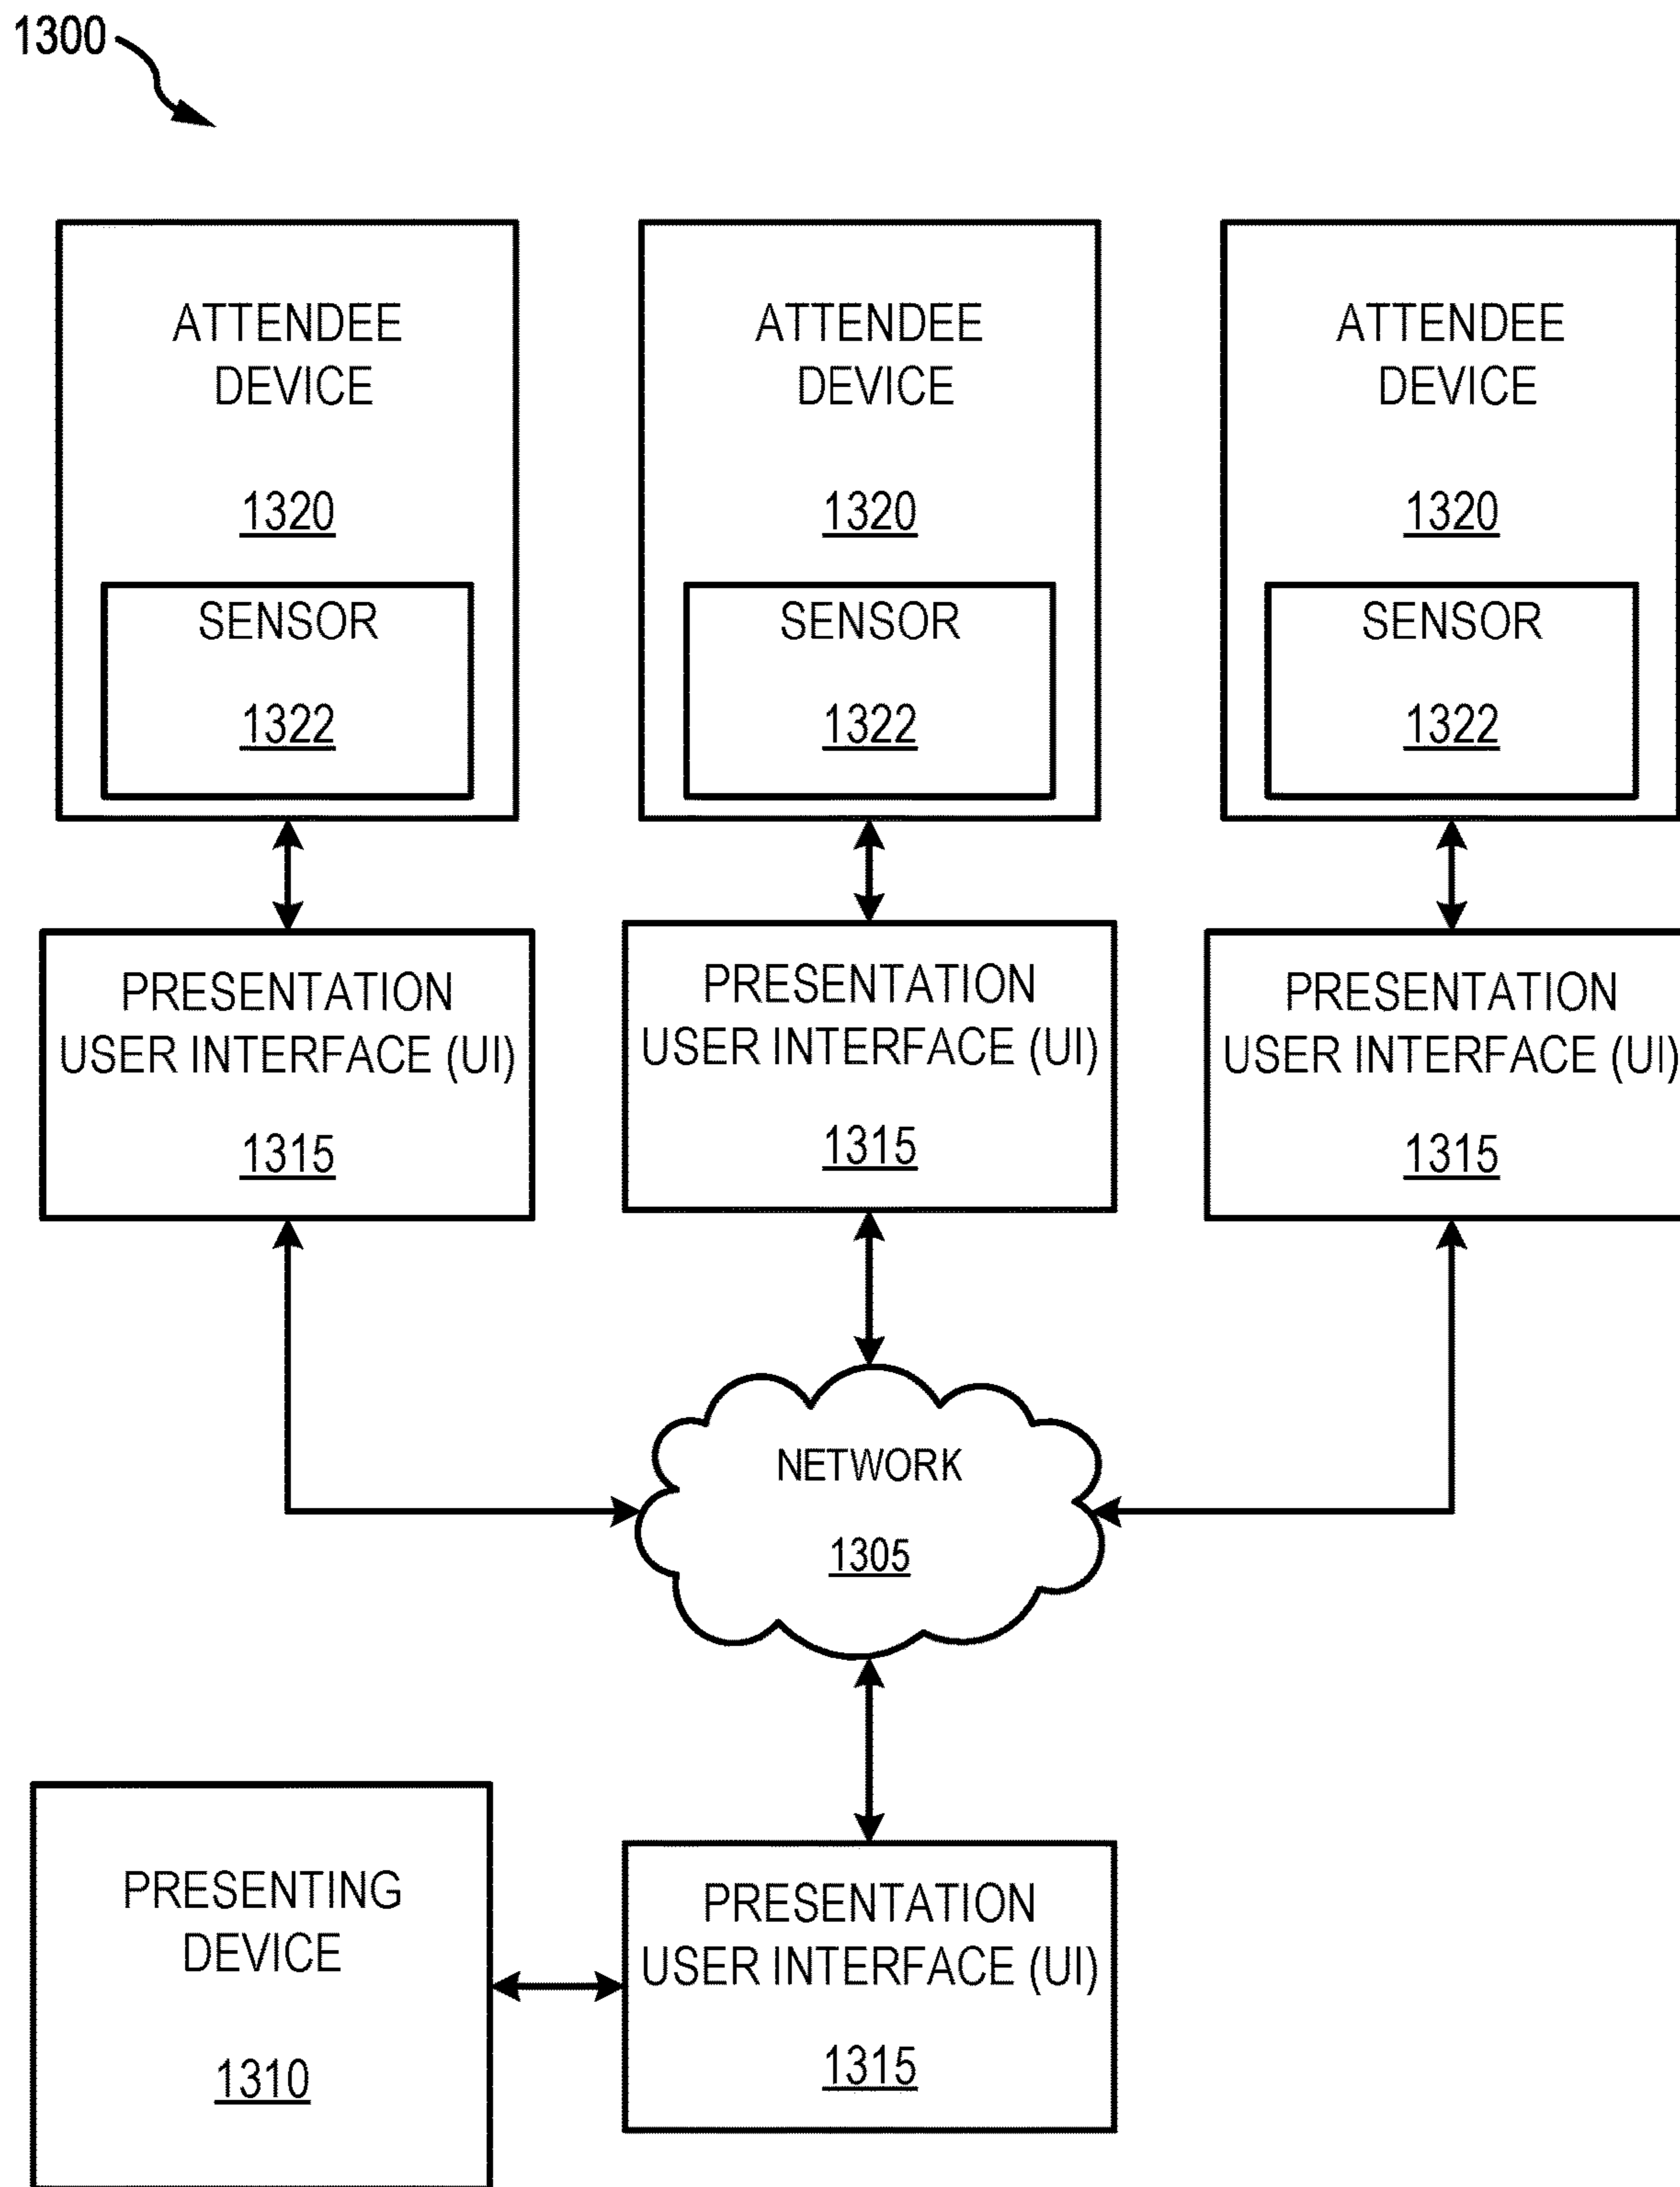 1300
ATTENDEE
DEVICE
1320
SENSOR
1322
ATTENDEE
DEVICE
1320
SENSOR
1322
ATTENDEE
DEVICE
1320
SENSOR
1322
PRESENTATION
USER INTERFACE (UI)
1315
PRESENTATION
USER INTERFACE (UI)
1315
PRESENTATION
USER INTERFACE (UI)
1315
NETWORK
1305
PRESENTING
DEVICE
1310
PRESENTATION
USER INTERFACE (UI)
1315